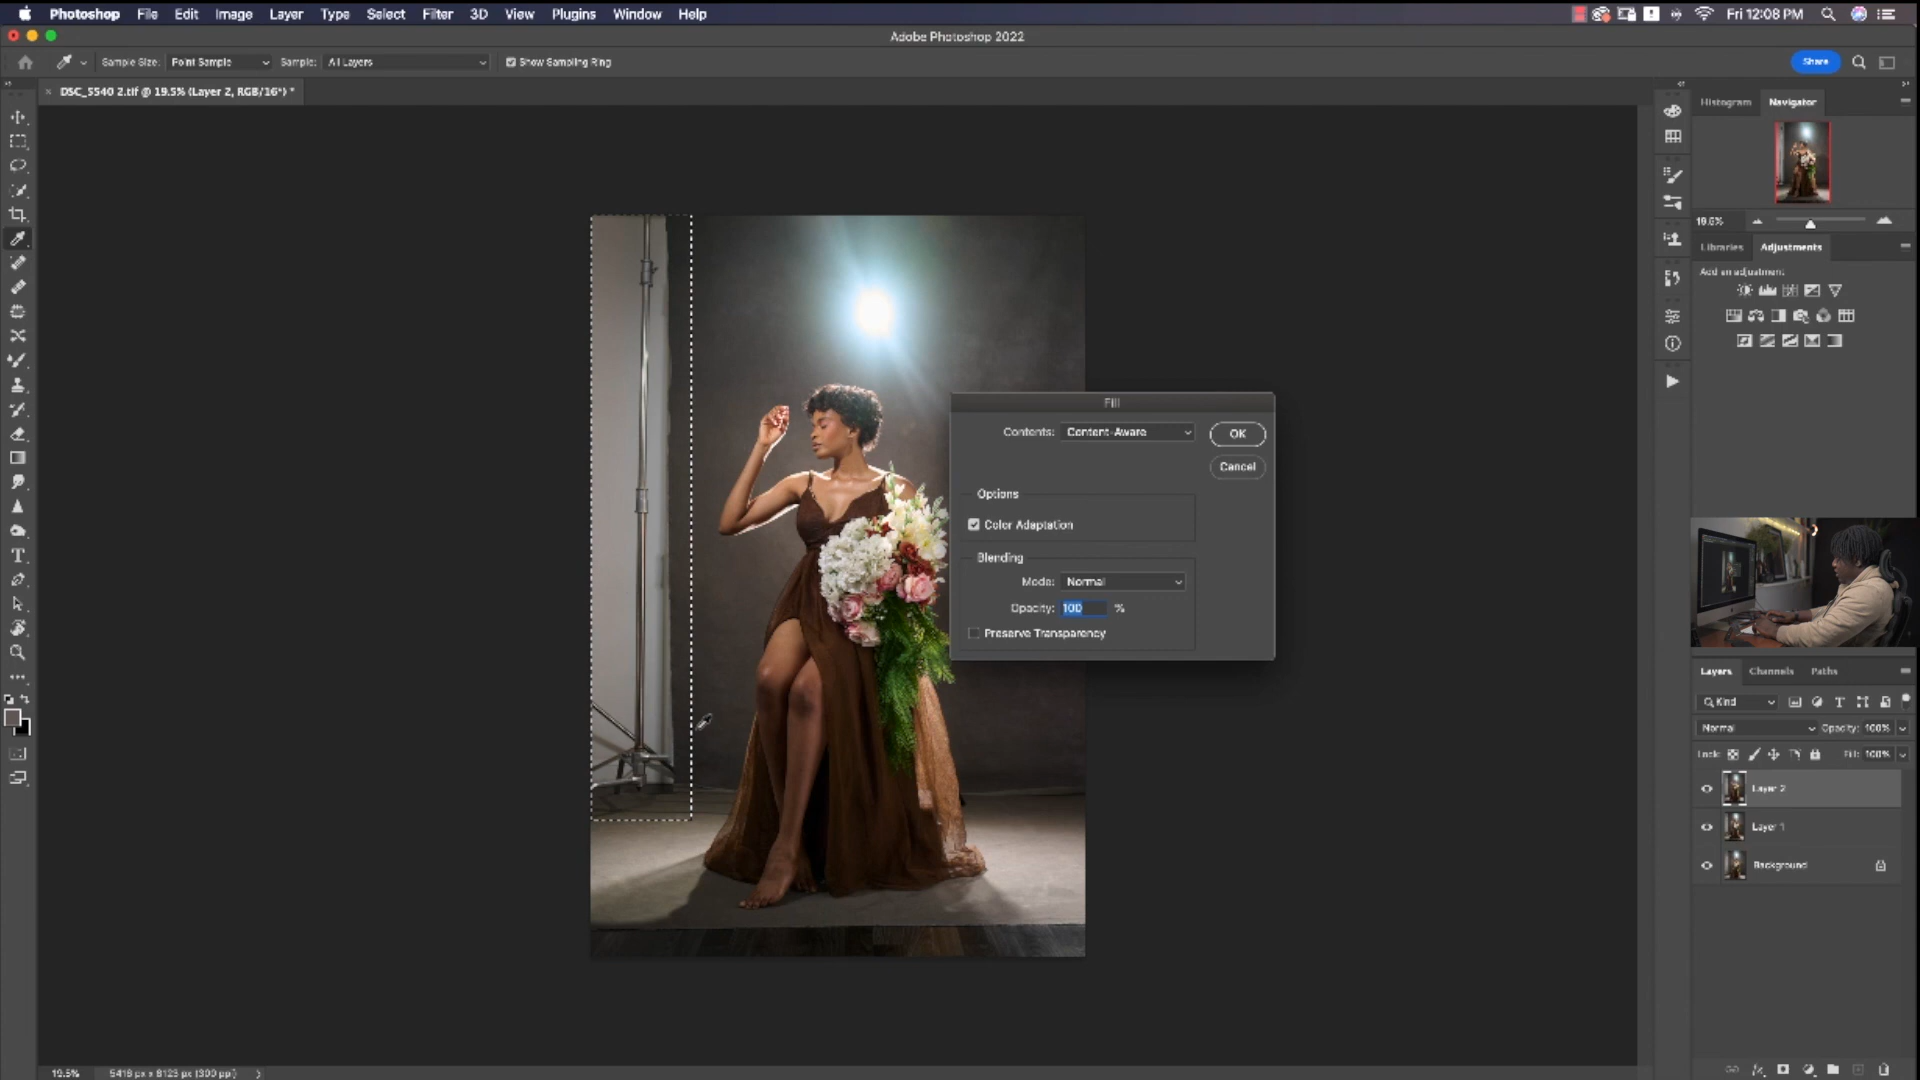 Photoshop File Edit Image Layer Type Select Filter 3D View Plugins Window Help
Fri 12:08 PM
Adobe Photoshop 2022
Sample Size: Point Sample Sample: All Layers Show Sampling Ring
Share
DSC_5540 2.tif @ 19.5% (Layer 2, RGB/16*) *
Histogram Navigator
19.5%
Libraries Adjustments
Add an adjustment
Fill
Contents: Content-Aware
OK
Cancel
Options
Color Adaptation
Blending
Mode: Normal
Opacity: 100 %
Preserve Transparency
Layers Channels Paths
Kind
Normal Opacity: 100%
Lock: Fill: 100%
Layer 2
Layer 1
Background
19.5% 5418 px x 8123 px (300 ppi)